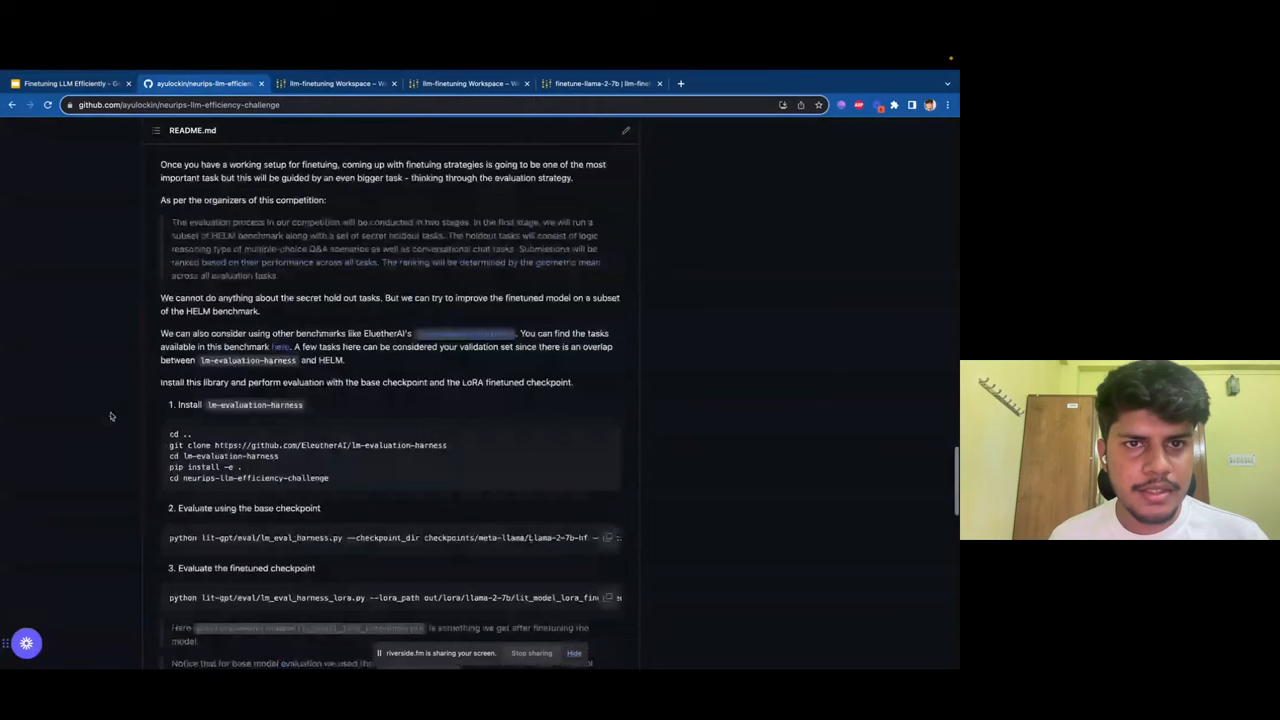 Finetuning LLM Efficiently - G
ayulockin/neurips-llm-efficien
llm-finetuning Workspace – W
llm-finetuning Workspace – W
finetune-llama-2-7b | llm-fine
github.com/ayulockin/neurips-llm-efficiency-challenge
README.md
Once you have a working setup for finetuing, coming up with finetuing strategies is going to be one of the most
important task but this will be guided by an even bigger task - thinking through the evaluation strategy.
As per the organizers of this competition:
The evaluation process in our competition will be conducted in two stages. In the first stage, we will run a
subset of HELM benchmark along with a set of secret holdout tasks. The holdout tasks will consist of logic
reasoning type of multiple-choice Q&A scenarios as well as conversational chat tasks. Submissions will be
ranked based on their performance across all tasks. The ranking will be determined by the geometric mean
across all evaluation tasks.
We cannot do anything about the secret hold out tasks. But we can try to improve the finetuned model on a subset
of the HELM benchmark.
We can also consider using other benchmarks like EluetherAI's . You can find the tasks
available in this benchmark here. A few tasks here can be considered your validation set since there is an overlap
between lm-evaluation-harness and HELM.
Install this library and perform evaluation with the base checkpoint and the LoRA finetuned checkpoint.
1. Install lm-evaluation-harness
cd ..
git clone https://github.com/EleutherAI/lm-evaluation-harness
cd lm-evaluation-harness
pip install -e .
cd neurips-llm-efficiency-challenge
2. Evaluate using the base checkpoint
python lit-gpt/eval/lm_eval_harness.py --checkpoint_dir checkpoints/meta-llama/Llama-2-7b-hf
3. Evaluate the finetuned checkpoint
python lit-gpt/eval/lm_eval_harness_lora.py --lora_path out/lora/llama-2-7b/lit_model_lora_fin
Here is something we get after finetuning the
model.
riverside.fm is sharing your screen.
Stop sharing
Hide
Notice that for base model evaluation we used